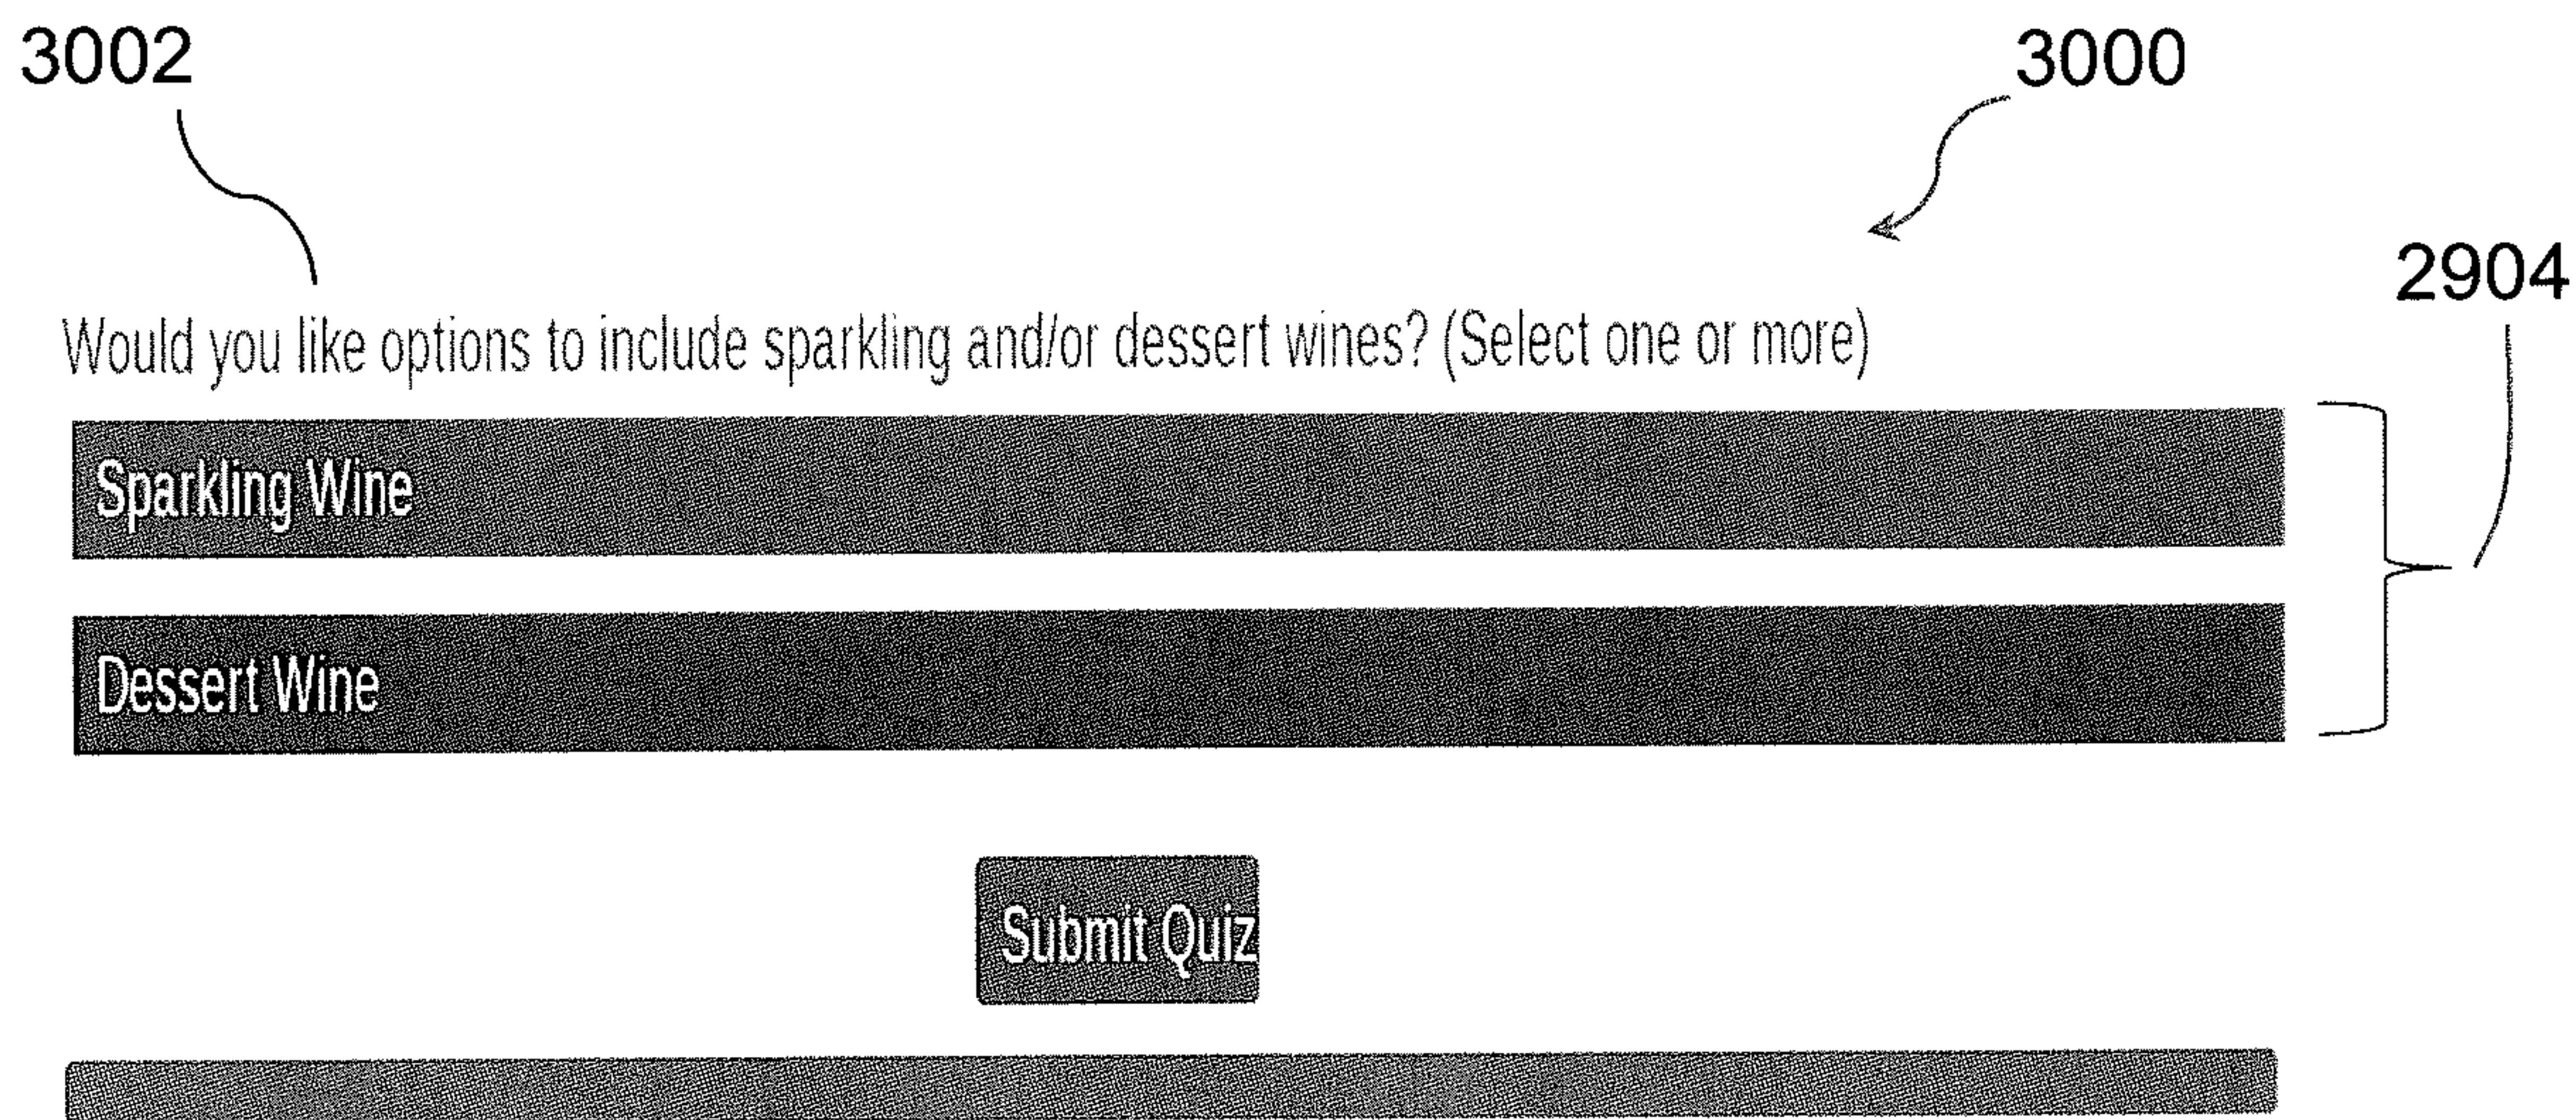 3002
3000
2904
Would you like options to include sparkling and/or dessert wines? (Select one or more)
Sparkling Wine
Dessert Wine
Submit Quiz